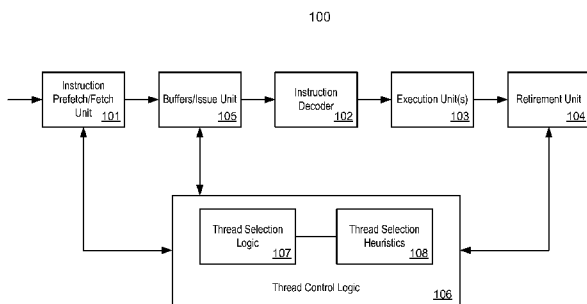 100
Instruction
Prefetch/Fetch
Unit
101
Buffers/Issue Unit
105
Instruction
Decoder
102
Execution Unit(s)
103
Retirement Unit
104
Thread Selection
Logic
107
Thread Selection
Heuristics
108
Thread Control Logic
106